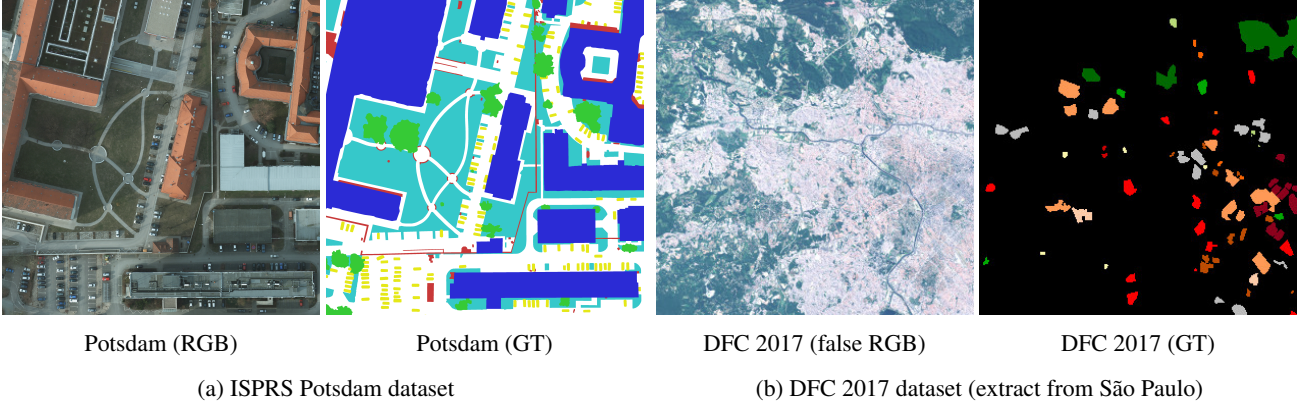 Potsdam (RGB)
Potsdam (GT)
DFC 2017 (false RGB)
DFC 2017 (GT)
(a) ISPRS Potsdam dataset
(b) DFC 2017 dataset (extract from São Paulo)